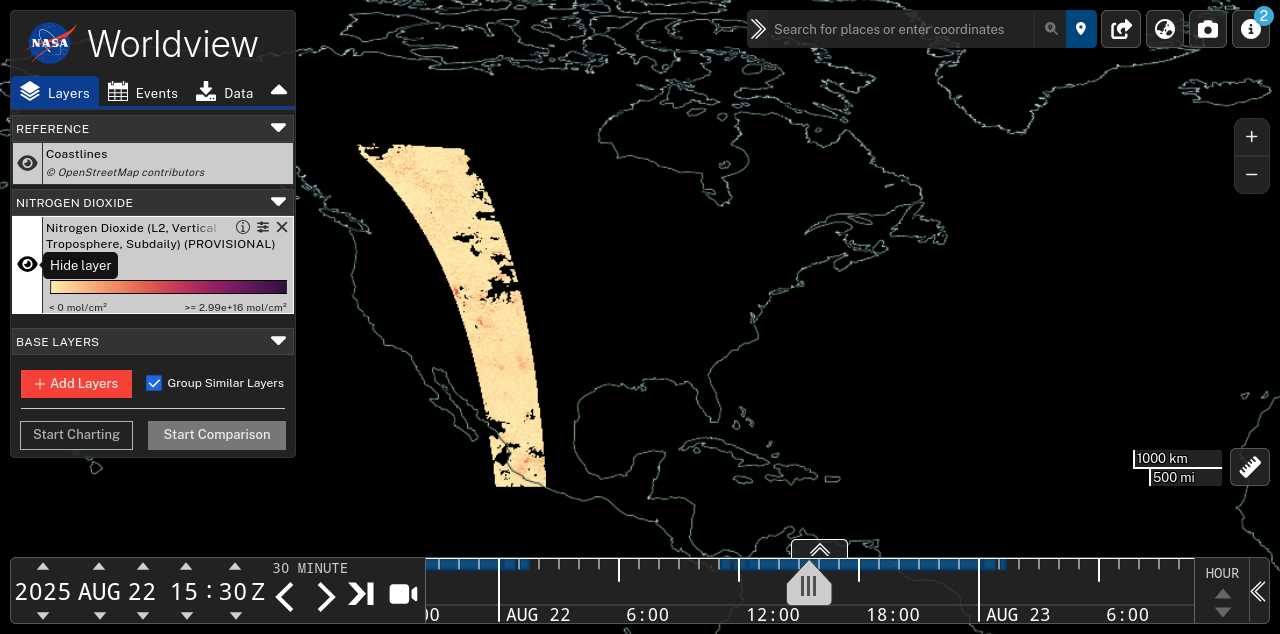 NASA Worldview
Search for places or enter coordinates
2
Layers Events Data
REFERENCE
Coastlines
© OpenStreetMap contributors
NITROGEN DIOXIDE
Nitrogen Dioxide (L2, Vertical
Troposphere, Subdaily) (PROVISIONAL)
Hide layer
< 0 mol/cm² >= 2.99e+16 mol/cm²
BASE LAYERS
+ Add Layers Group Similar Layers
Start Charting Start Comparison
1000 km
500 mi
2025 AUG 22 15 : 30 Z
30 MINUTE
00 AUG 22 6:00 12:00 18:00 AUG 23 6:00
HOUR